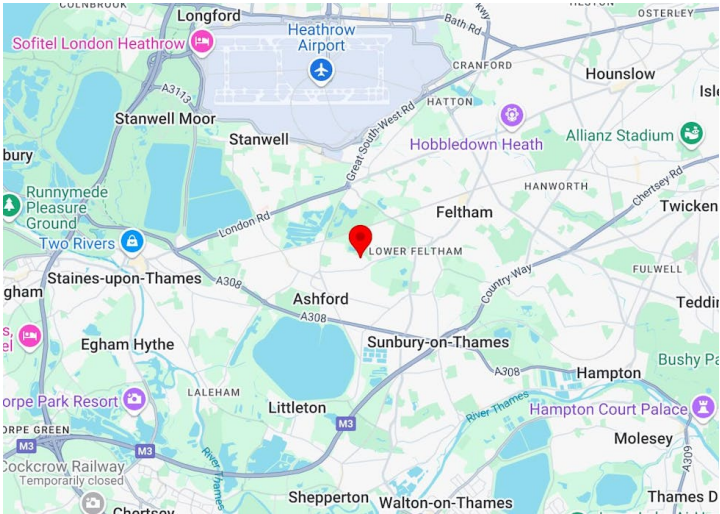 COLNBROOK
Longford
Bath Rd
HESTON
OSTERLEY
Sofitel London Heathrow
Heathrow
Airport
CRANFORD
A3113
HATTON
Hounslow
Stanwell Moor
Great South-West Rd
Stanwell
Hobbledown Heath
Allianz Stadium
bury
Runnymede
Pleasure
Ground
HANWORTH
Chertsey Rd
London Rd
Feltham
Twicken
Two Rivers
LOWER FELTHAM
FULWELL
Staines-upon-Thames
A308
Country Way
gham
Ashford
Teddi
A308
Sunbury-on-Thames
Egham Hythe
Bushy Pa
A308
Hampton
orpe Park Resort
LALEHAM
Littleton
River Thames
Hampton Court Palace
M3
ORPE GREEN
M3
Molesey
A309
Cockcrow Railway
Temporarily closed
River
Thames
Shepperton
Walton-on-Thames
Thames D
Chertsey